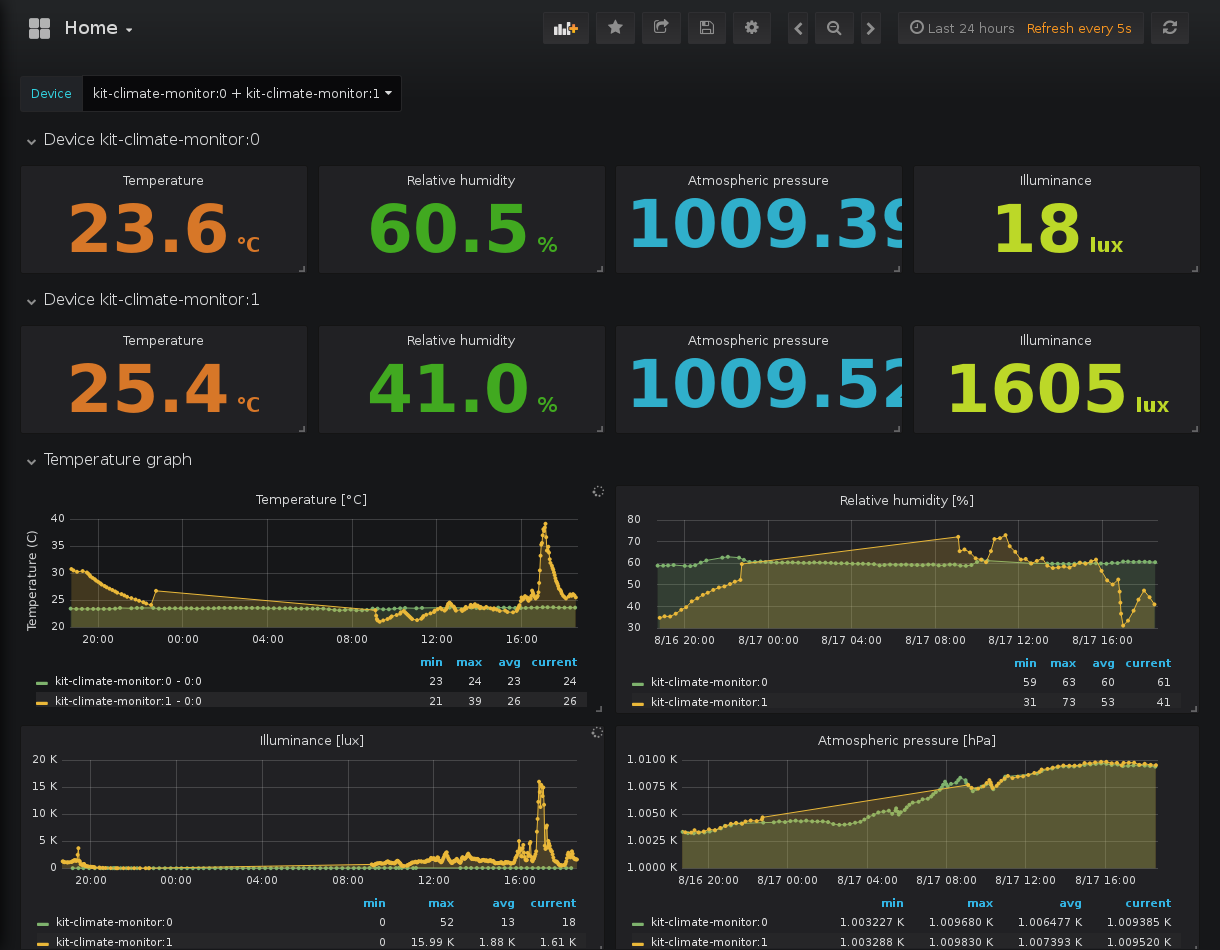 Home
Last 24 hours Refresh every 5s
Device kit-climate-monitor:0 + kit-climate-monitor:1
Device kit-climate-monitor:0
Temperature Relative humidity Atmospheric pressure Illuminance
23.6 °C 60.5 % 1009.39 18 lux
Device kit-climate-monitor:1
Temperature Relative humidity Atmospheric pressure Illuminance
25.4 °C 41.0 % 1009.52 1605 lux
Temperature graph
Temperature [°C]
Temperature (C)
40
35
30
25
20
20:00 00:00 04:00 08:00 12:00 16:00
min max avg current
kit-climate-monitor:0 - 0:0 23 24 23 24
kit-climate-monitor:1 - 0:0 21 39 26 26
Relative humidity [%]
80
70
60
50
40
30
8/16 20:00 8/17 00:00 8/17 04:00 8/17 08:00 8/17 12:00 8/17 16:00
min max avg current
kit-climate-monitor:0 59 63 60 61
kit-climate-monitor:1 31 73 53 41
Illuminance [lux]
20 K
15 K
10 K
5 K
0
20:00 00:00 04:00 08:00 12:00 16:00
min max avg current
kit-climate-monitor:0 0 52 13 18
kit-climate-monitor:1 0 15.99 K 1.88 K 1.61 K
Atmospheric pressure [hPa]
1.0100 K
1.0075 K
1.0050 K
1.0025 K
1.0000 K
8/16 20:00 8/17 00:00 8/17 04:00 8/17 08:00 8/17 12:00 8/17 16:00
min max avg current
kit-climate-monitor:0 1.003227 K 1.009680 K 1.006477 K 1.009385 K
kit-climate-monitor:1 1.003288 K 1.009830 K 1.007393 K 1.009520 K